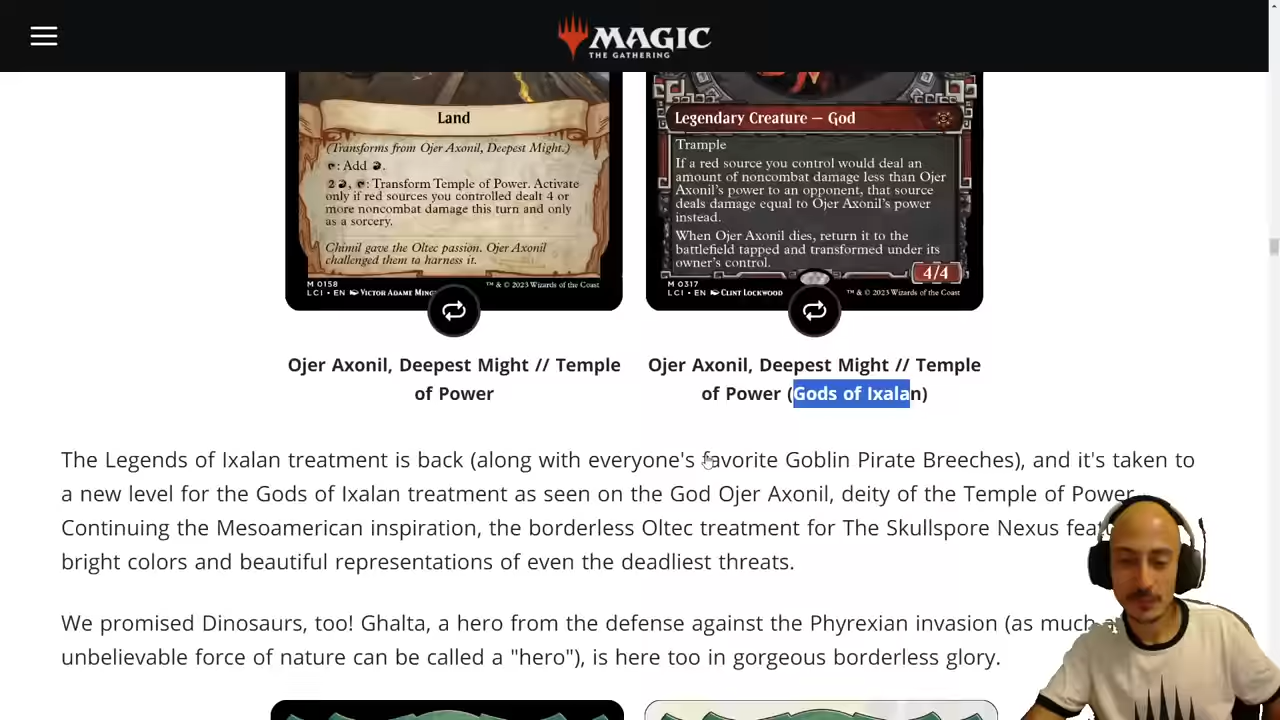 MAGIC
THE GATHERING
Land
(Transforms from Ojer Axonil, Deepest Might.)
: Add .
2 , : Transform Temple of Power. Activate
only if red sources you controlled dealt 4 or
more noncombat damage this turn and only
as a sorcery.
Chimil gave the Oltec passion. Ojer Axonil
challenged them to harness it.
M 0158
LCI • EN Victor Adame Ming
™ & © 2023 Wizards of the Coast
Legendary Creature — God
Trample
If a red source you control would deal an
amount of noncombat damage less than Ojer
Axonil's power to an opponent, that source
deals damage equal to Ojer Axonil's power
instead.
When Ojer Axonil dies, return it to the
battlefield tapped and transformed under its
owner's control.
4/4
M 0317
LCI • EN Clint Lockwood
™ & © 2023 Wizards of the Coast
Ojer Axonil, Deepest Might // Temple
of Power
Ojer Axonil, Deepest Might // Temple
of Power (Gods of Ixalan)
The Legends of Ixalan treatment is back (along with everyone's favorite Goblin Pirate Breeches), and it's taken to
a new level for the Gods of Ixalan treatment as seen on the God Ojer Axonil, deity of the Temple of Power.
Continuing the Mesoamerican inspiration, the borderless Oltec treatment for The Skullspore Nexus
bright colors and beautiful representations of even the deadliest threats.
We promised Dinosaurs, too! Ghalta, a hero from the defense against the Phyrexian invasion (as much
unbelievable force of nature can be called a "hero"), is here too in gorgeous borderless glory.